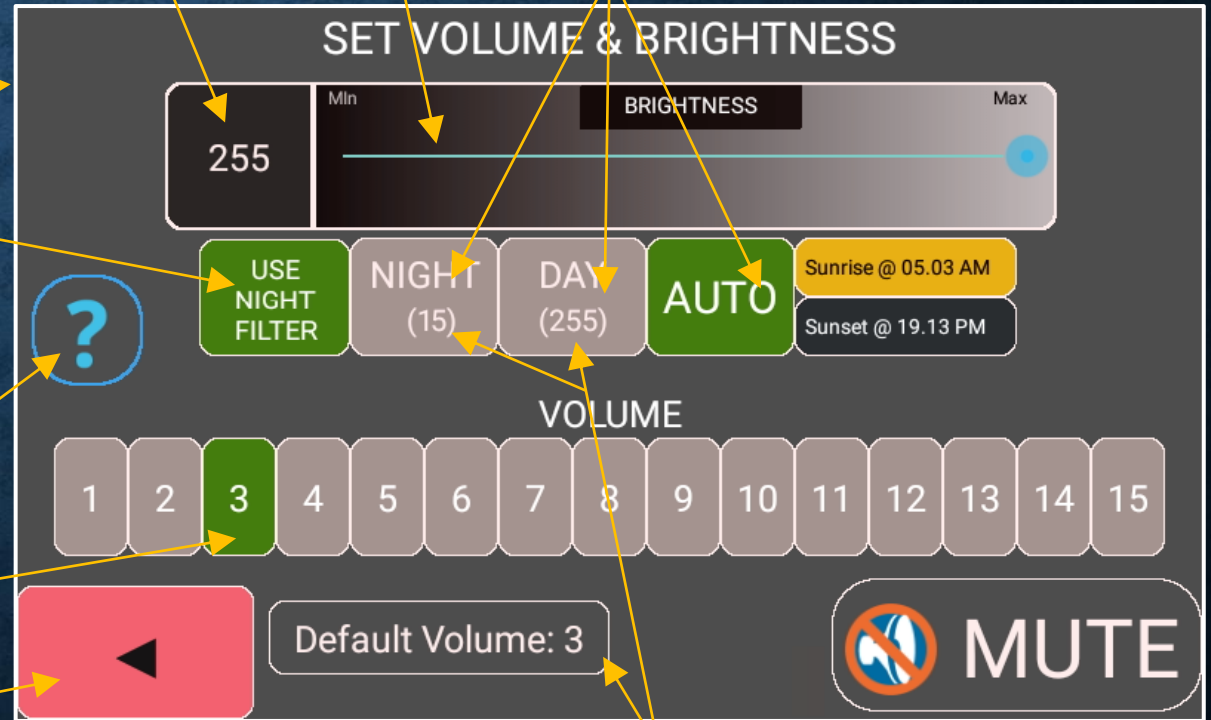 SET VOLUME & BRIGHTNESS
MIn
BRIGHTNESS
Max
255
USE
NIGHT
FILTER
NIGHT
(15)
DAY
(255)
AUTO
Sunrise @ 05.03 AM
Sunset @ 19.13 PM
?
VOLUME
1 2 3 4 5 6 7 8 9 10 11 12 13 14 15
Default Volume: 3
MUTE